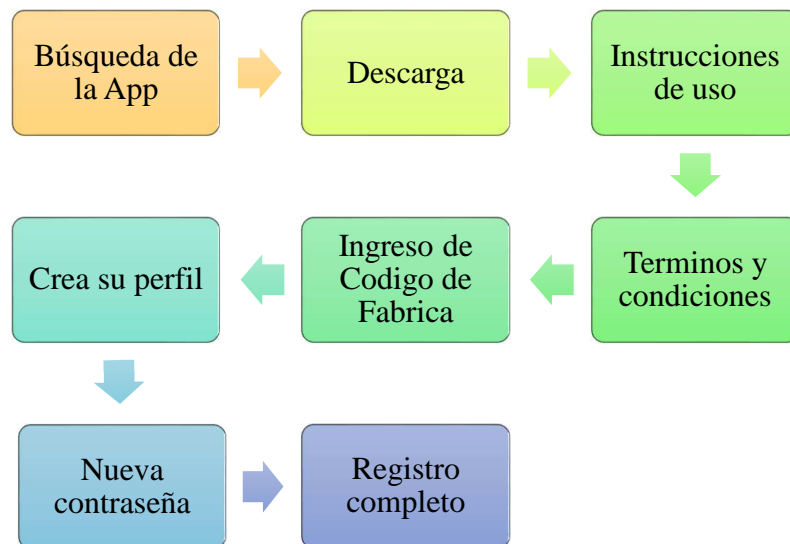 Búsqueda de
la App
Descarga
Instrucciones
de uso
Terminos y
condiciones
Ingreso de
Codigo de
Fabrica
Crea su perfil
Nueva
contraseña
Registro
completo